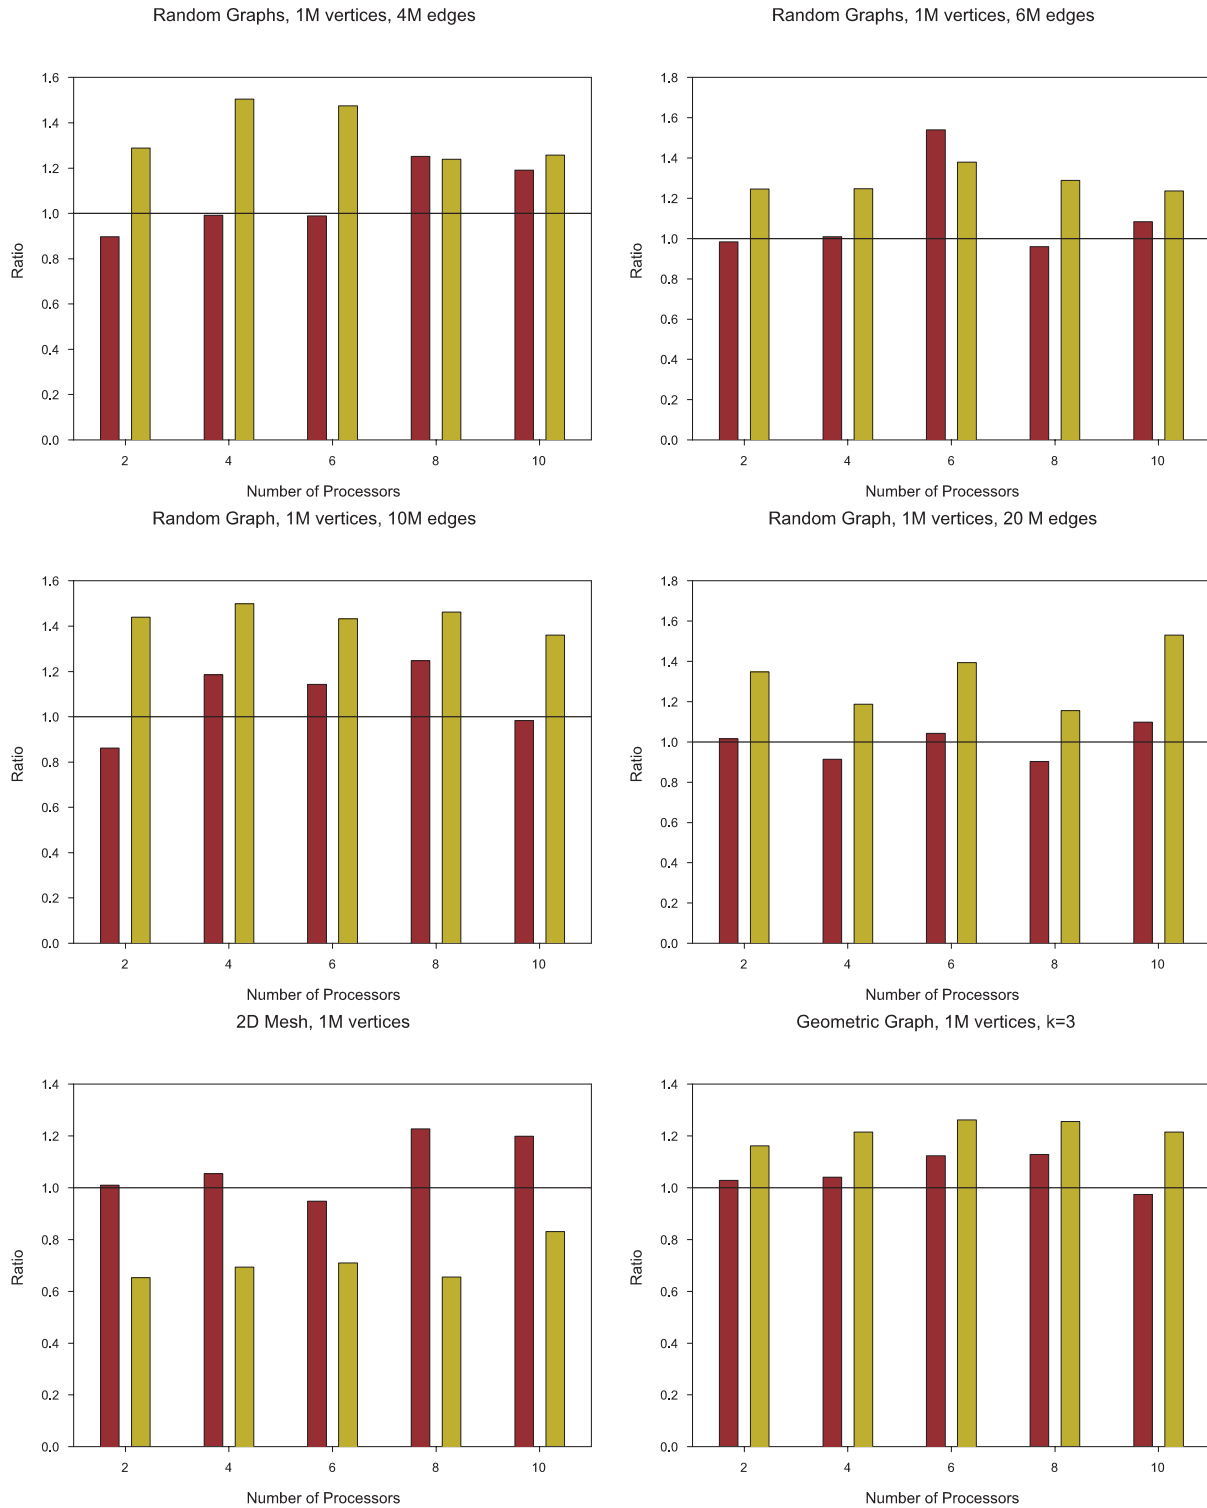 Random Graphs, 1M vertices, 4M edges
1.6
1.4
1.2
1.0
0.8
0.6
0.4
0.2
0.0
Ratio
2 4 6 8 10
Number of Processors
Random Graphs, 1M vertices, 6M edges
1.8
1.6
1.4
1.2
1.0
0.8
0.6
0.4
0.2
0.0
Ratio
2 4 6 8 10
Number of Processors
Random Graph, 1M vertices, 10M edges
1.6
1.4
1.2
1.0
0.8
0.6
0.4
0.2
0.0
Ratio
2 4 6 8 10
Number of Processors
Random Graph, 1M vertices, 20 M edges
1.8
1.6
1.4
1.2
1.0
0.8
0.6
0.4
0.2
0.0
Ratio
2 4 6 8 10
Number of Processors
2D Mesh, 1M vertices
1.4
1.2
1.0
0.8
0.6
0.4
0.2
0.0
Ratio
2 4 6 8 10
Number of Processors
Geometric Graph, 1M vertices, k=3
1.4
1.2
1.0
0.8
0.6
0.4
0.2
0.0
Ratio
2 4 6 8 10
Number of Processors